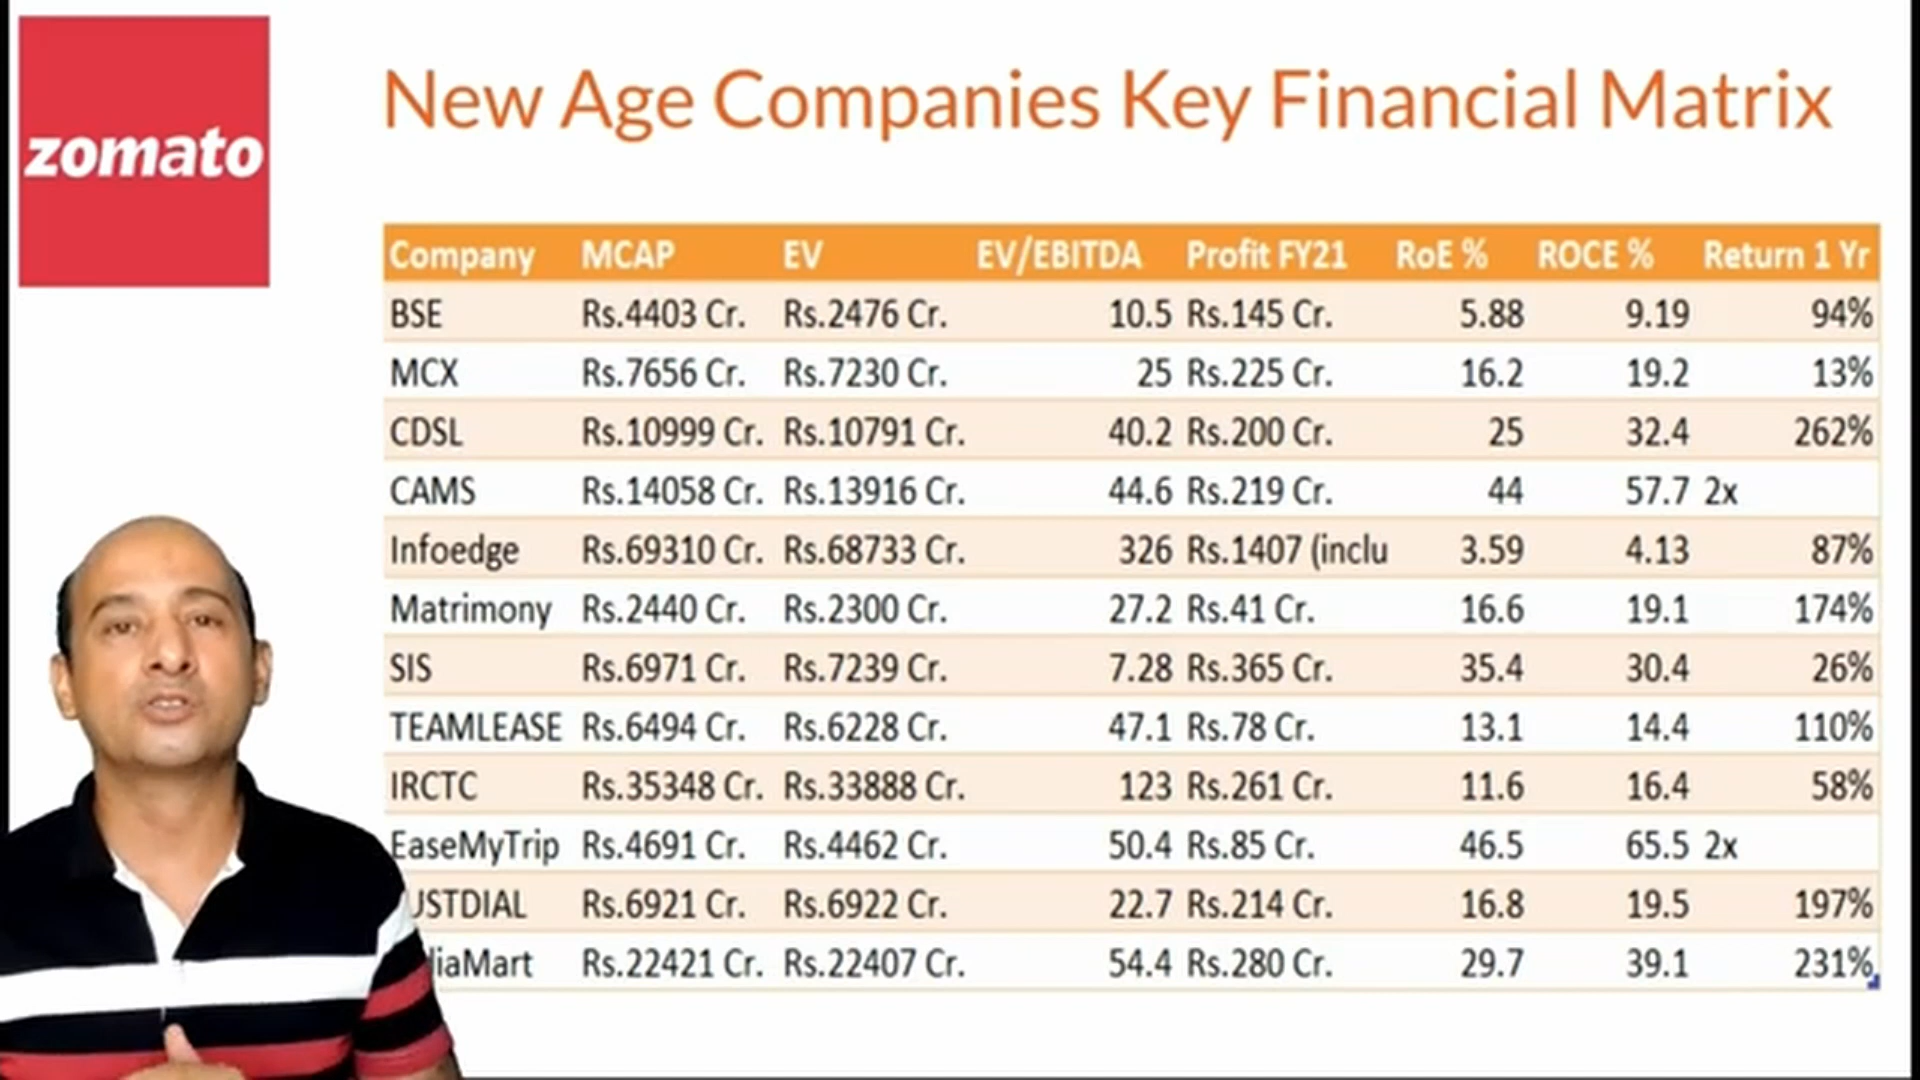 zomato
New Age Companies Key Financial Matrix
Company MCAP EV EV/EBITDA Profit FY21 RoE % ROCE % Return 1 Yr
BSE Rs.4403 Cr. Rs.2476 Cr. 10.5 Rs.145 Cr. 5.88 9.19 94%
MCX Rs.7656 Cr. Rs.7230 Cr. 25 Rs.225 Cr. 16.2 19.2 13%
CDSL Rs.10999 Cr. Rs.10791 Cr. 40.2 Rs.200 Cr. 25 32.4 262%
CAMS Rs.14058 Cr. Rs.13916 Cr. 44.6 Rs.219 Cr. 44 57.7 2x
Infoedge Rs.69310 Cr. Rs.68733 Cr. 326 Rs.1407 (inclu 3.59 4.13 87%
Matrimony Rs.2440 Cr. Rs.2300 Cr. 27.2 Rs.41 Cr. 16.6 19.1 174%
SIS Rs.6971 Cr. Rs.7239 Cr. 7.28 Rs.365 Cr. 35.4 30.4 26%
TEAMLEASE Rs.6494 Cr. Rs.6228 Cr. 47.1 Rs.78 Cr. 13.1 14.4 110%
IRCTC Rs.35348 Cr. Rs.33888 Cr. 123 Rs.261 Cr. 11.6 16.4 58%
EaseMyTrip Rs.4691 Cr. Rs.4462 Cr. 50.4 Rs.85 Cr. 46.5 65.5 2x
USTDIAL Rs.6921 Cr. Rs.6922 Cr. 22.7 Rs.214 Cr. 16.8 19.5 197%
diaMart Rs.22421 Cr. Rs.22407 Cr. 54.4 Rs.280 Cr. 29.7 39.1 231%